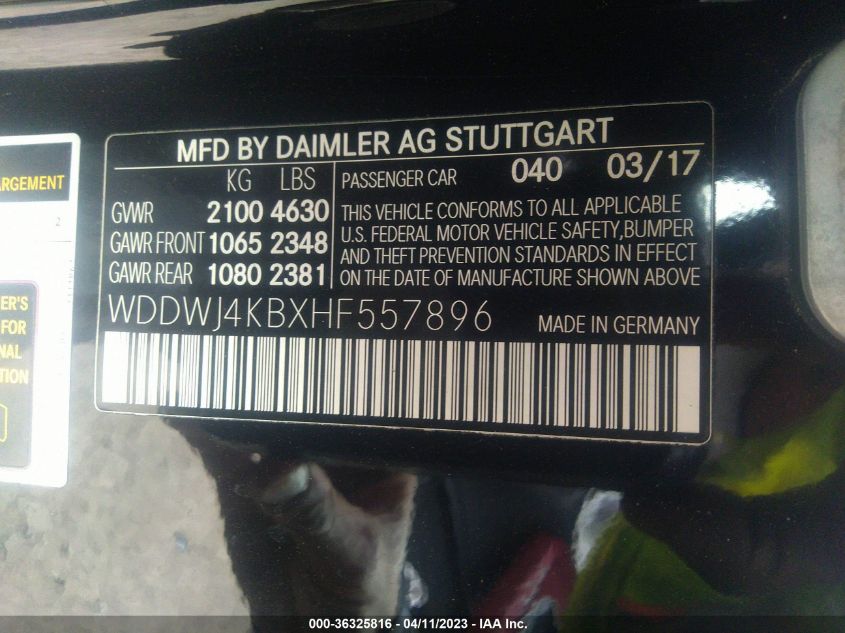 MFD BY DAIMLER AG STUTTGART
KG LBS
GVWR 2100 4630
GAWR FRONT 1065 2348
GAWR REAR 1080 2381
PASSENGER CAR 040 03/17
THIS VEHICLE CONFORMS TO ALL APPLICABLE
U.S. FEDERAL MOTOR VEHICLE SAFETY,BUMPER
AND THEFT PREVENTION STANDARDS IN EFFECT
ON THE DATE OF MANUFACTURE SHOWN ABOVE
WDDWJ4KBXHF557896 MADE IN GERMANY
ARGEMENT
2
ER'S
FOR
NAL
TION
000-36325816 - 04/11/2023 - IAA Inc.